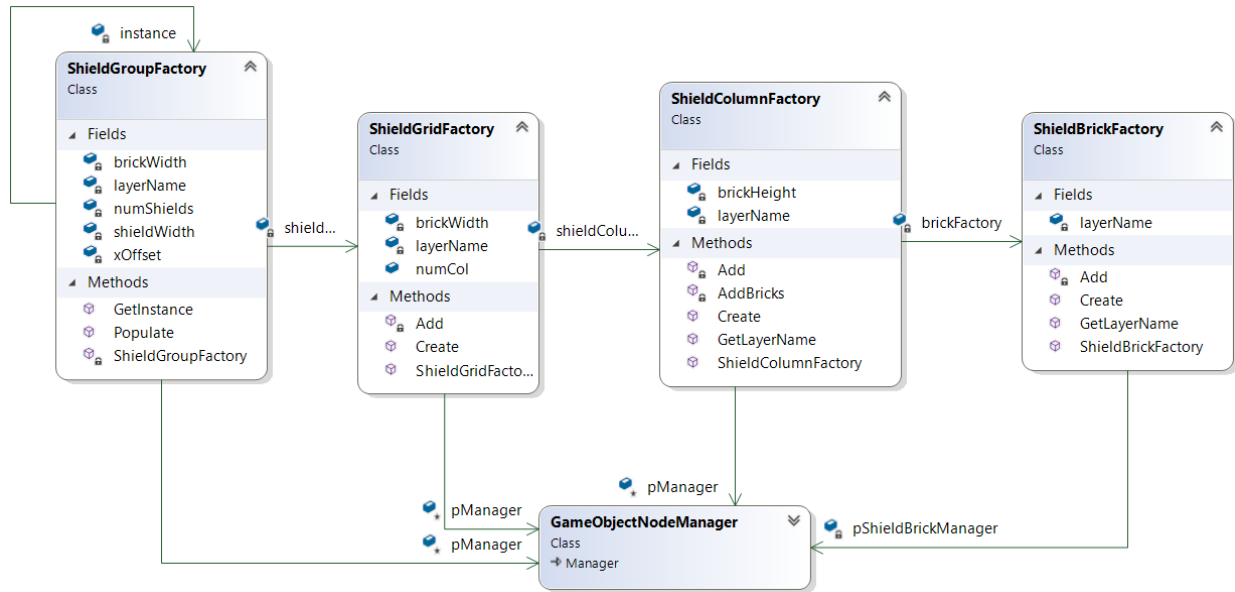 instance
ShieldGroupFactory
Class
Fields
brickWidth
layerName
numShields
shieldWidth
xOffset
Methods
GetInstance
Populate
ShieldGroupFactory
shield...
ShieldGridFactory
Class
Fields
brickWidth
layerName
numCol
Methods
Add
Create
ShieldGridFacto...
shieldColu...
ShieldColumnFactory
Class
Fields
brickHeight
layerName
Methods
Add
AddBricks
Create
GetLayerName
ShieldColumnFactory
brickFactory
ShieldBrickFactory
Class
Fields
layerName
Methods
Add
Create
GetLayerName
ShieldBrickFactory
pManager
pManager
pManager
pShieldBrickManager
GameObjectNodeManager
Class
Manager